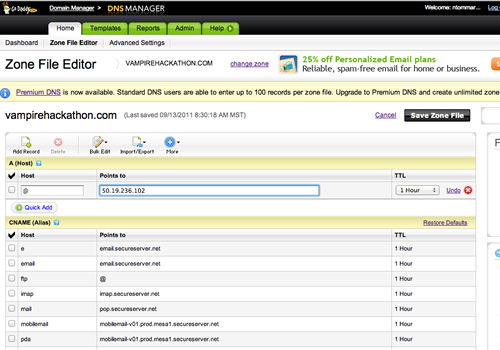 Go Daddy Domain Manager > DNS MANAGER Welcome: ntommar...
Home Templates Reports Admin Help
Dashboard Zone File Editor Advanced Settings
Zone File Editor VAMPIREHACKATHON.COM change zone
25% off Personalized Email plans
Reliable, spam-free email for home or business.
Premium DNS is now available. Standard DNS users are able to enter up to 100 records per zone file. Upgrade to Premium DNS and create unlimited zone
vampirehackathon.com (Last saved 09/13/2011 8:30:18 AM MST) Cancel Save Zone File
Add Record Delete Bulk Edit Import/Export More
A (Host)
Host Points to TTL
@ 50.19.236.102 1 Hour Undo
Quick Add
CNAME (Alias) Restore Defaults
Host Points to TTL
e email.secureserver.net 1 Hour
email email.secureserver.net 1 Hour
ftp @ 1 Hour
imap imap.secureserver.net 1 Hour
mail pop.secureserver.net 1 Hour
mobilemail mobilemail-v01.prod.mesa1.secureserver.net 1 Hour
pda mobilemail-v01.prod.mesa1.secureserver.net 1 Hour